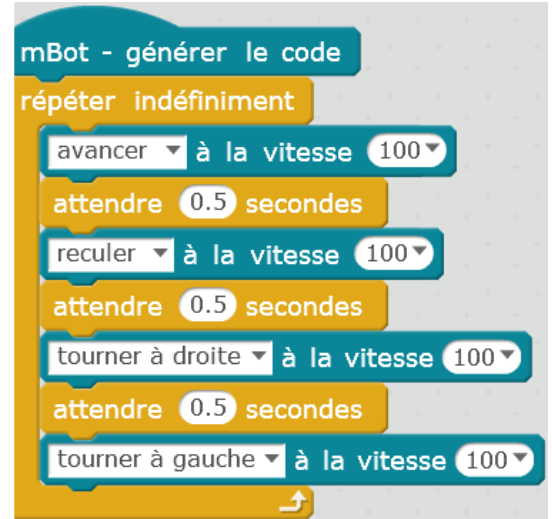 mBot - générer le code
répéter indéfiniment
avancer à la vitesse 100
attendre 0.5 secondes
reculer à la vitesse 100
attendre 0.5 secondes
tourner à droite à la vitesse 100
attendre 0.5 secondes
tourner à gauche à la vitesse 100